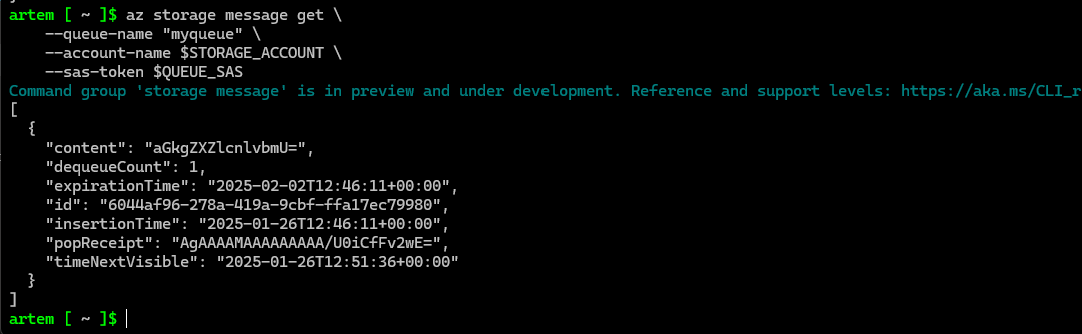 artem [ ~ ]$ az storage message get \
    --queue-name "myqueue" \
    --account-name $STORAGE_ACCOUNT \
    --sas-token $QUEUE_SAS
Command group 'storage message' is in preview and under development. Reference and support levels: https://aka.ms/CLI_r
[
  {
    "content": "aGkgZXZlcnlvbmU=",
    "dequeueCount": 1,
    "expirationTime": "2025-02-02T12:46:11+00:00",
    "id": "6044af96-278a-419a-9cbf-ffa17ec79980",
    "insertionTime": "2025-01-26T12:46:11+00:00",
    "popReceipt": "AgAAAAMAAAAAAAAA/U0iCfFv2wE=",
    "timeNextVisible": "2025-01-26T12:51:36+00:00"
  }
]
artem [ ~ ]$